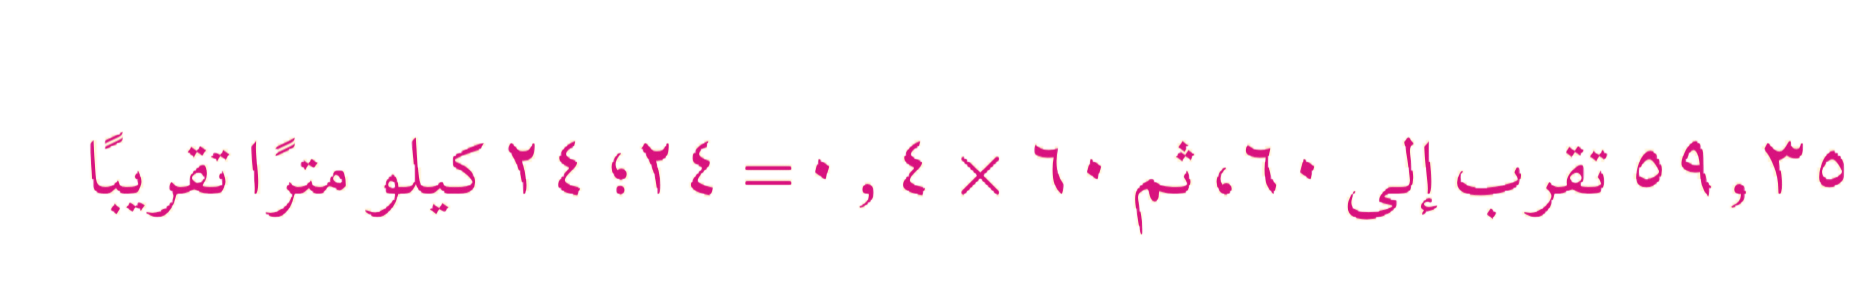 ٥٩,٣٥ تقرب إلى ٦٠، ثم ٦٠ × ٠,٤ = ٢٤؛ ٢٤ كيلو مترًا تقريبًا